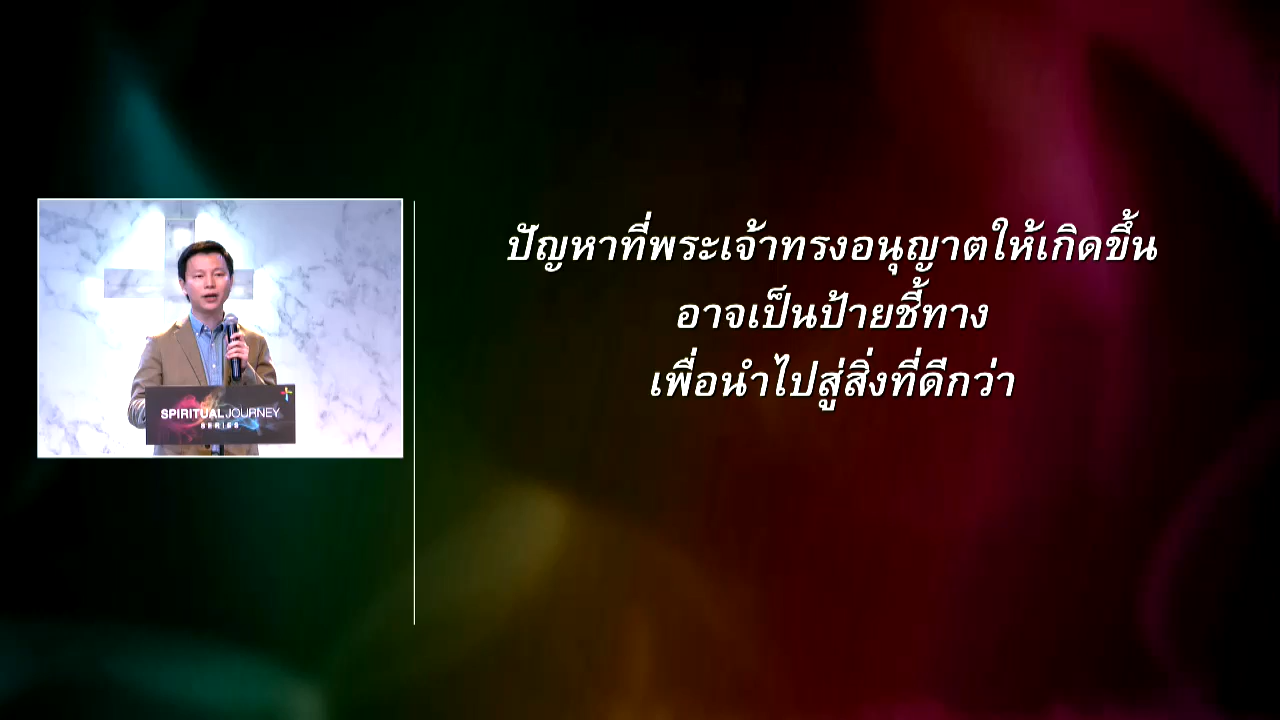 ปัญหาที่พระเจ้าทรงอนุญาตให้เกิดขึ้น
อาจเป็นป้ายชี้ทาง
เพื่อนำไปสู่สิ่งที่ดีกว่า
SPIRITUAL JOURNEY
SERIES